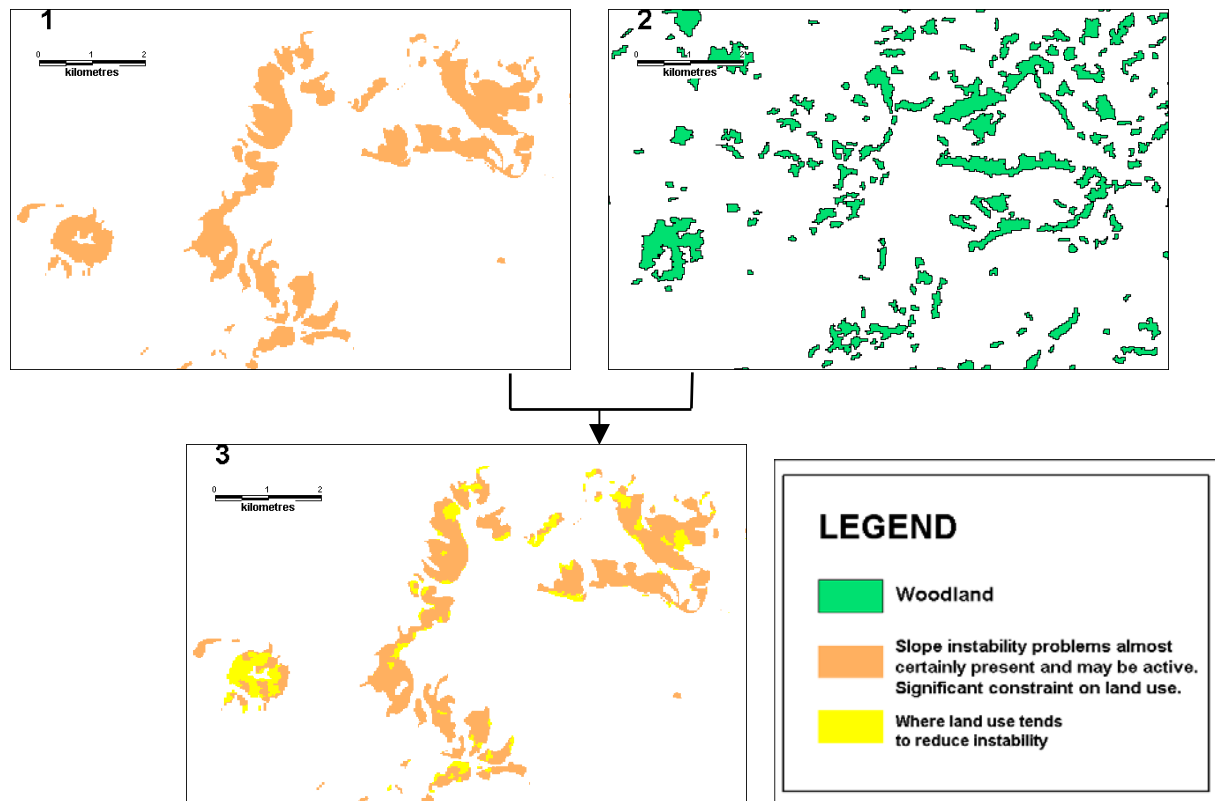 1
0 1 2
kilometres
2
0 1 2
kilometres
3
0 1 2
kilometres
LEGEND
Woodland
Slope instability problems almost
certainly present and may be active.
Significant constraint on land use.
Where land use tends
to reduce instability